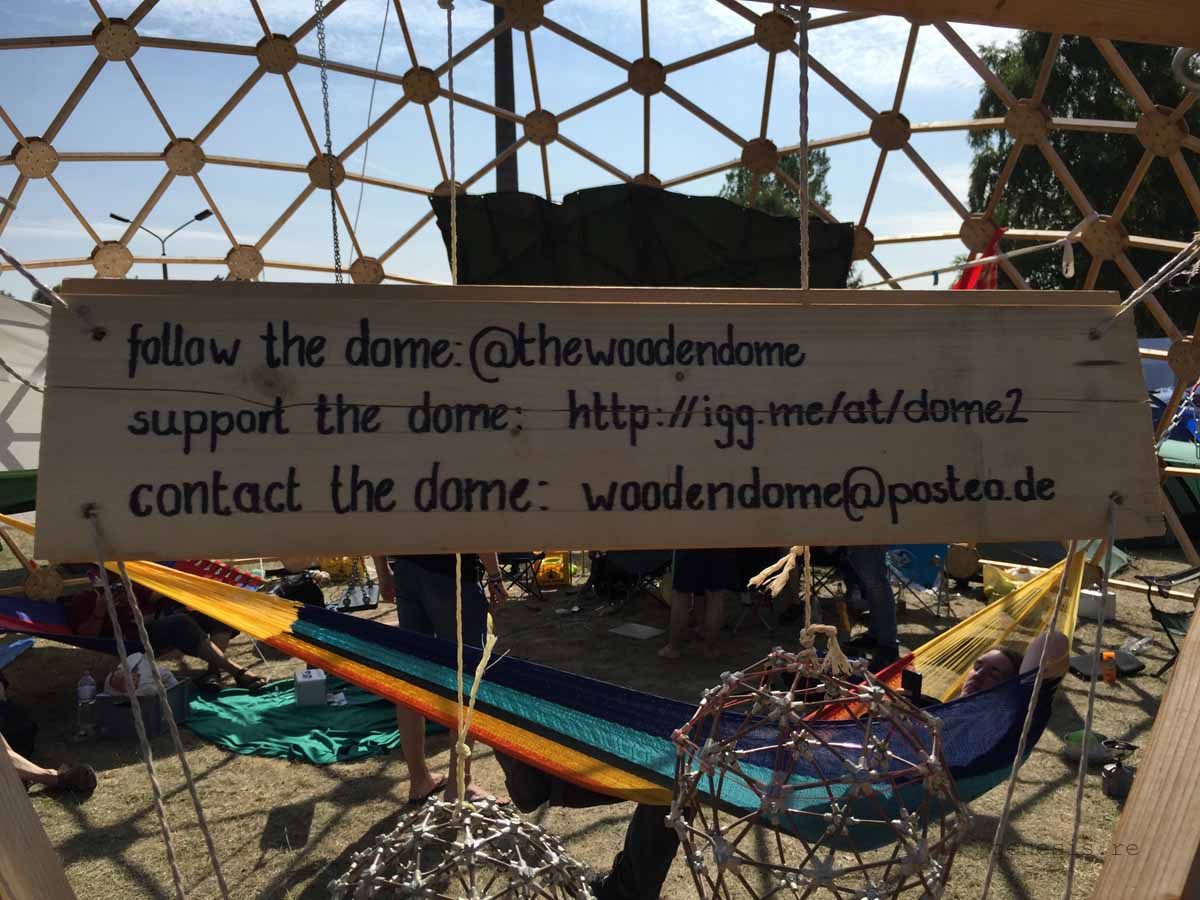 follow the dome: @thewoodendome
support the dome: http://igg.me/at/dome2
contact the dome: woodendome@posteo.de